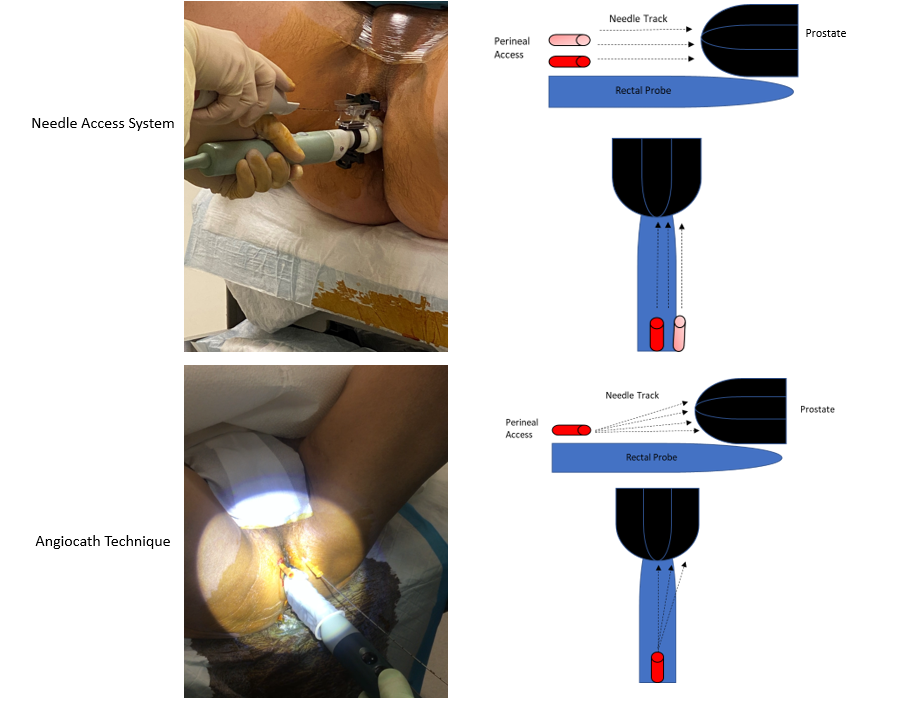 Needle Access System
Needle Track
Perineal
Access
Prostate
Rectal Probe
Angiocath Technique
Needle Track
Perineal
Access
Prostate
Rectal Probe